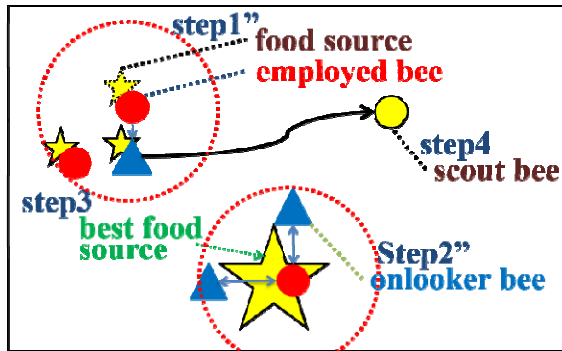 step1”
food source
employed bee
step4
scout bee
step3
best food
source
Step2”
onlooker bee